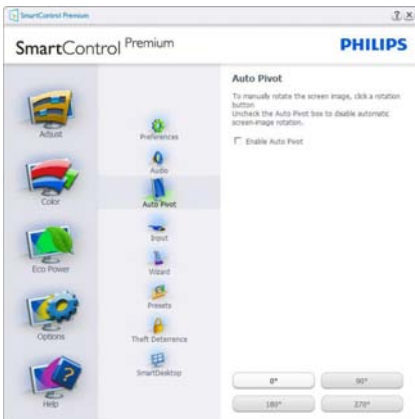 SmartControl Premium
SmartControl Premium
PHILIPS
Adjust
Color
Eco Power
Options
Help
Preferences
Audio
Auto Pivot
Input
Wizard
Presets
Theft Deterrence
SmartDesktop
Auto Pivot
To manually rotate the screen image, click a rotation
button
Uncheck the Auto Pivot box to disable automatic
screen-image rotation.
Enable Auto Pivot
0°
90°
180°
270°